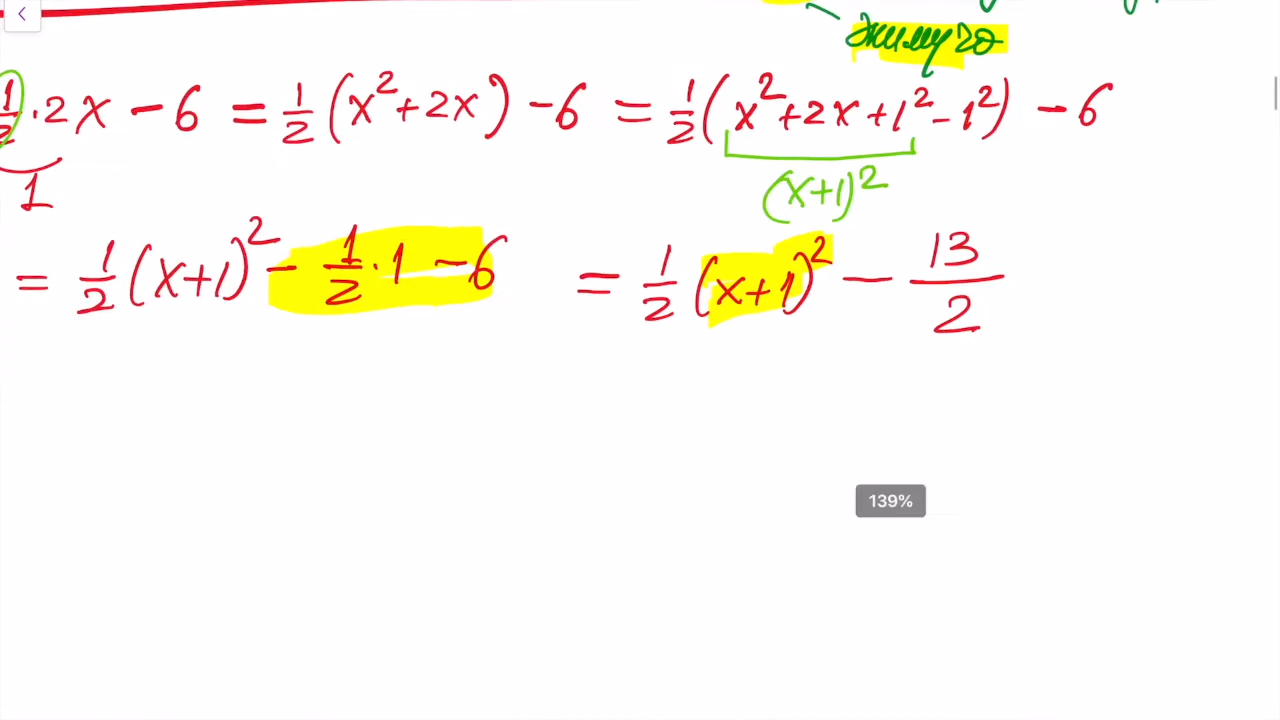 1/2 · 2x − 6 = 1/2 (x² + 2x) − 6 = 1/2 (x² + 2x + 1² − 1²) − 6
1
(x+1)²
= 1/2 (x+1)² − 1/2 · 1 − 6 = 1/2 (x+1)² − 13/2
139%